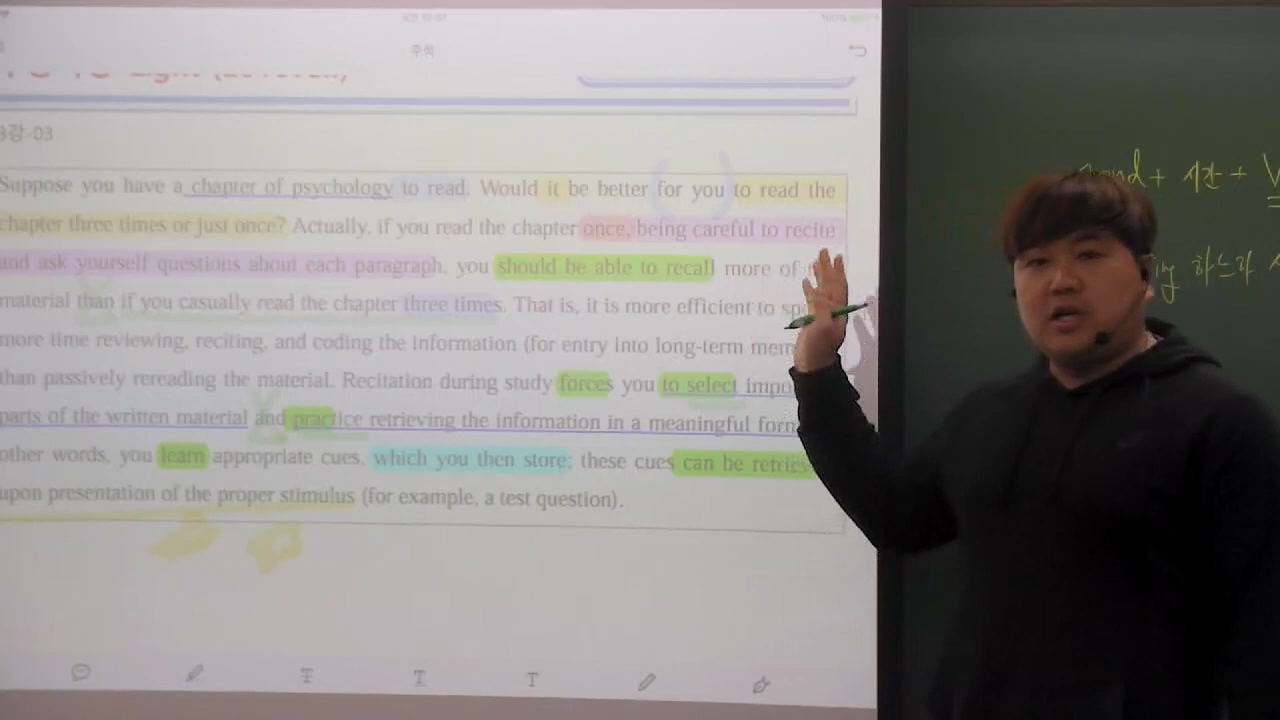 100%
주석
3강-03
Suppose you have a chapter of psychology to read. Would it be better for you to read the
chapter three times or just once? Actually, if you read the chapter once, being careful to recite
and ask yourself questions about each paragraph, you should be able to recall more of
material than if you casually read the chapter three times. That is, it is more efficient to sp
more time reviewing, reciting, and coding the information (for entry into long-term mem
than passively rereading the material. Recitation during study forces you to select impo
parts of the written material and practice retrieving the information in a meaningful form
other words, you learn appropriate cues, which you then store; these cues can be retrie
upon presentation of the proper stimulus (for example, a test question).
T T T
+ 시간 + V
ing 하느라